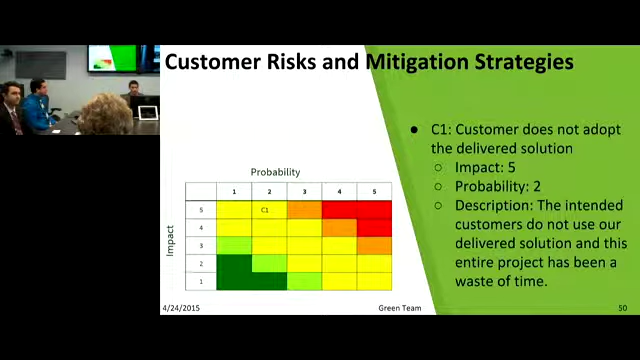 Customer Risks and Mitigation Strategies
● C1: Customer does not adopt
the delivered solution
○ Impact: 5
○ Probability: 2
○ Description: The intended
customers do not use our
delivered solution and this
entire project has been a
waste of time.
Probability
Impact
1 2 3 4 5
5 C1
4
3
2
1
4/24/2015 Green Team 50